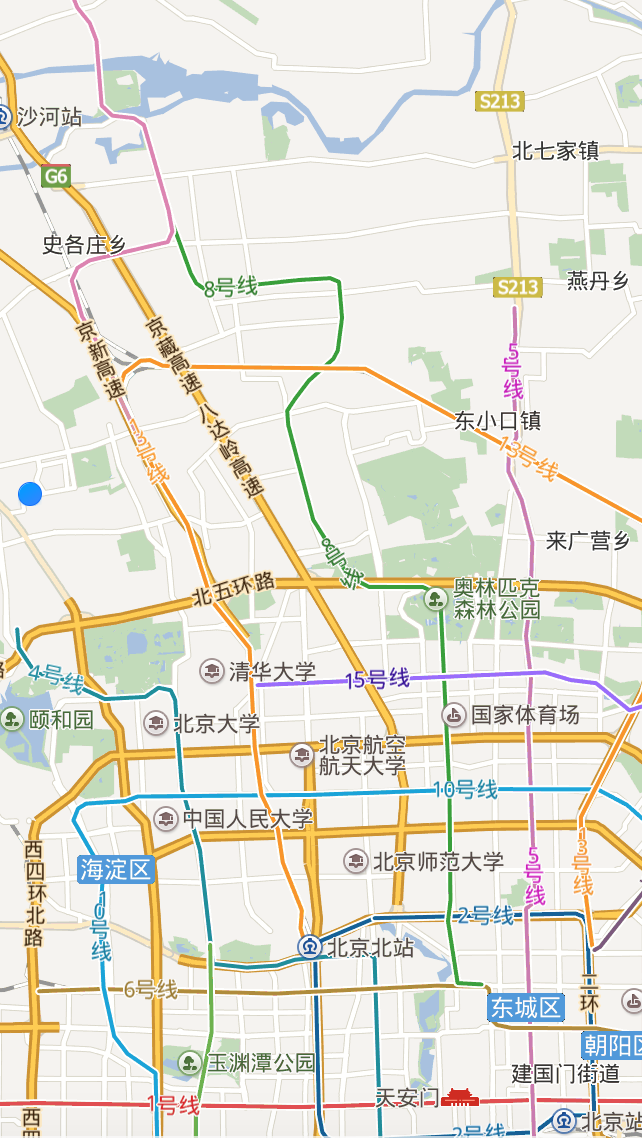 S213
沙河站
北七家镇
G6
史各庄乡
燕丹乡
8号线
S213
京新高速
京藏高速
八达岭高速
5号线
东小口镇
13号线
13号线
来广营乡
8号线
北五环路
奥林匹克
森林公园
路
4号线
清华大学
15号线
颐和园
北京大学
国家体育场
北京航空
航天大学
10号线
中国人民大学
13号线
西四环北路
海淀区
北京师范大学
5号线
10号线
2号线
北京北站
6号线
二环
东城区
朝阳区
玉渊潭公园
建国门街道
天安门
1号线
西四
北京站
2号线